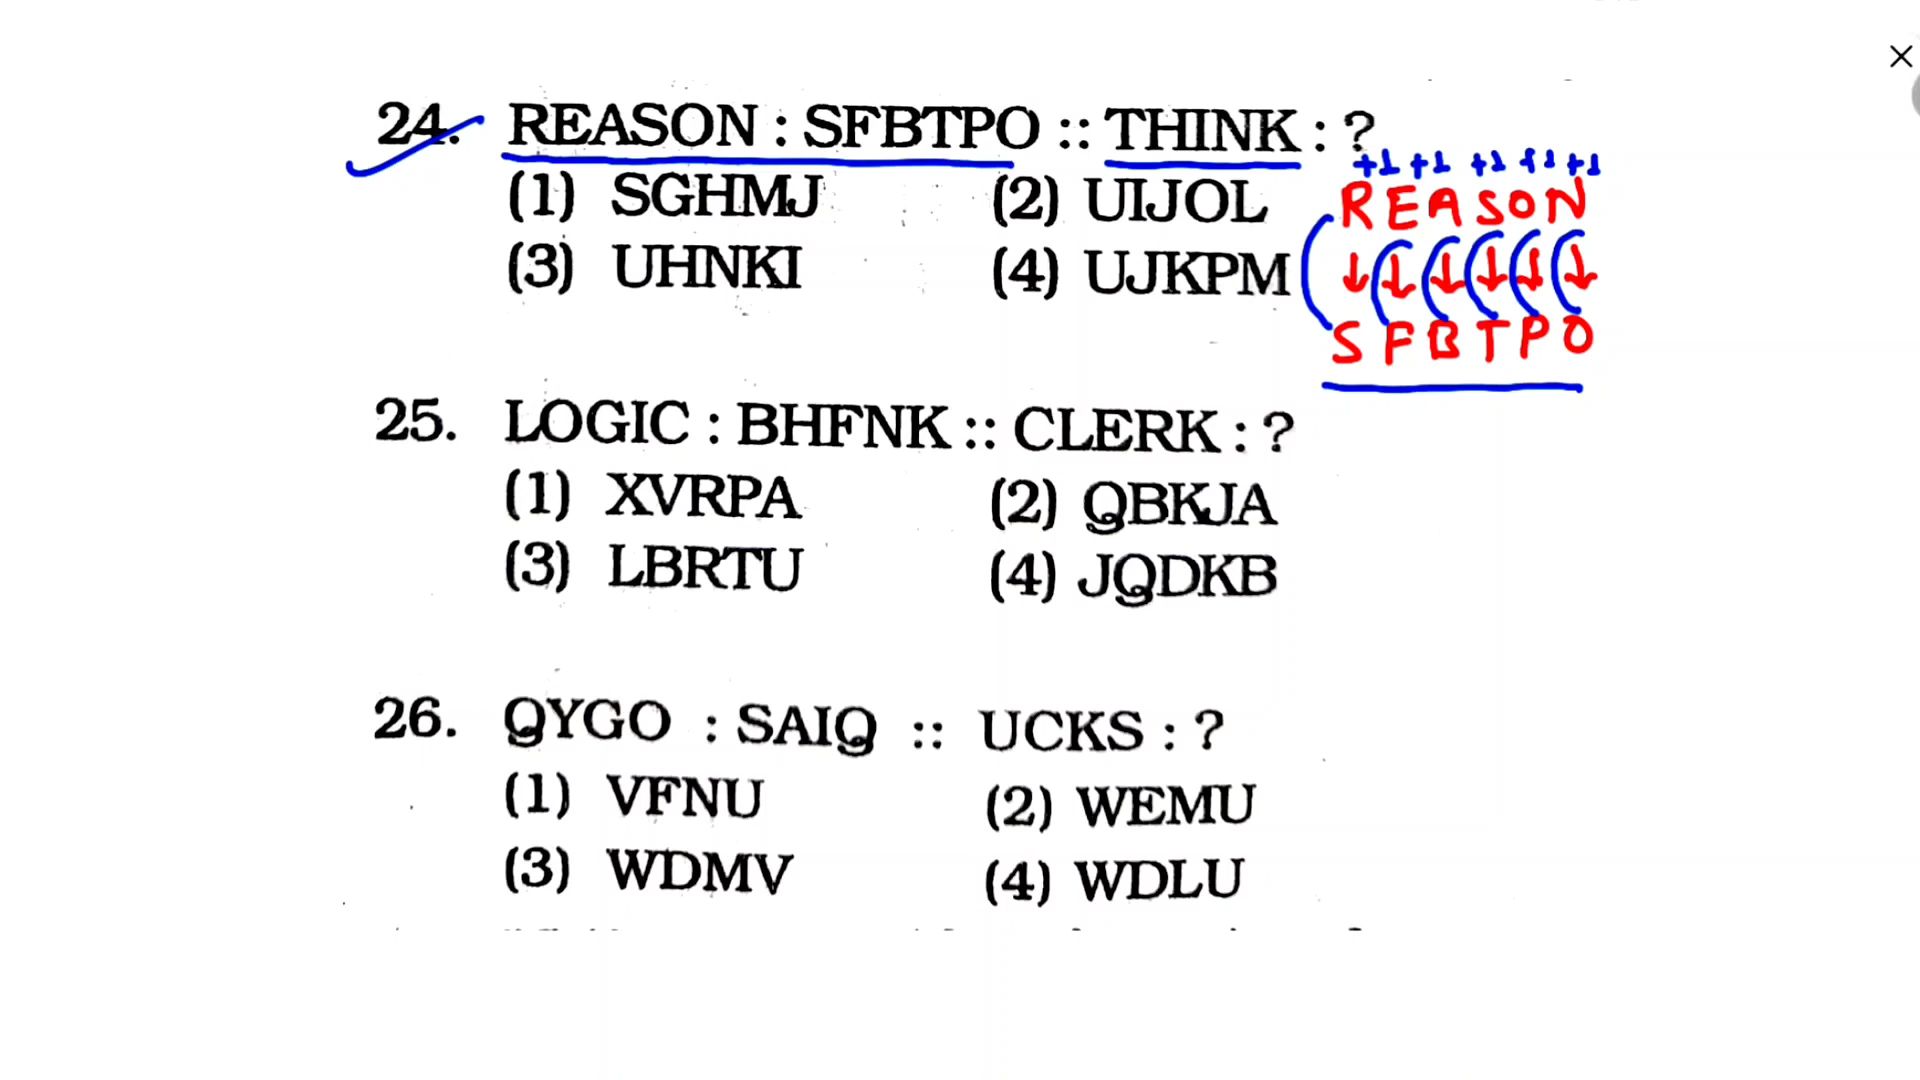 24. REASON : SFBTPO :: THINK : ?
+1 +1 +1 +1 +1
(1) SGHMJ (2) UIJOL
REASON
(3) UHNKI (4) UJKPM
SFBTPO
25. LOGIC : BHFNK :: CLERK : ?
(1) XVRPA (2) QBKJA
(3) LBRTU (4) JQDKB
26. QYGO : SAIQ :: UCKS : ?
(1) VFNU (2) WEMU
(3) WDMV (4) WDLU